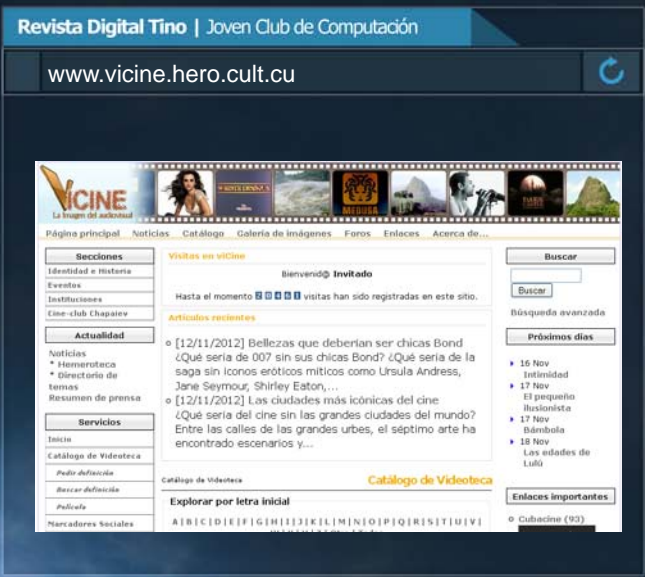 Revista Digital Tino | Joven Club de Computación
www.vicine.hero.cult.cu
ViCINE
La Imagen del audiovisual
MEDUSA
Página principal Noticias Catálogo Galería de imágenes Foros Enlaces Acerca de...
Secciones
Identidad e Historia
Eventos
Instituciones
Cine-club Chapaiev
Actualidad
Noticias
* Hemeroteca
* Directorio de
temas
Resumen de prensa
Servicios
Inicio
Catálogo de Videoteca
Pedir definición
Buscar definición
Película
Marcadores Sociales
Visitas en viCine
Bienvenid@ Invitado
Hasta el momento visitas han sido registradas en este sitio.
Artículos recientes
[12/11/2012] Bellezas que deberían ser chicas Bond
¿Qué sería de 007 sin sus chicas Bond? ¿Qué sería de la
saga sin iconos eróticos míticos como Ursula Andress,
Jane Seymour, Shirley Eaton,...
[12/11/2012] Las ciudades más icónicas del cine
¿Qué sería del cine sin las grandes ciudades del mundo?
Entre las calles de las grandes urbes, el séptimo arte ha
encontrado escenarios y...
Catálogo de Videoteca
Catálogo de Videoteca
Explorar por letra inicial
A|B|C|D|E|F|G|H|I|J|K|L|M|N|O|P|Q|R|S|T|U|V|
Buscar
Buscar
Búsqueda avanzada
Próximos días
16 Nov
Intimidad
17 Nov
El pequeño
ilusionista
17 Nov
Bámbola
18 Nov
Las edades de
Lulú
Enlaces importantes
Cubacine (93)